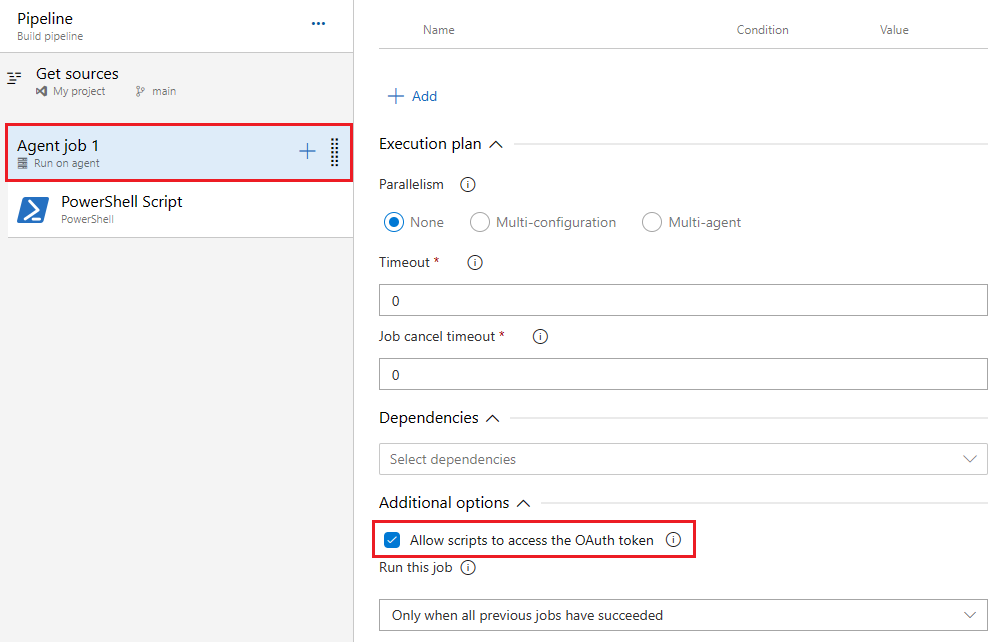 Pipeline
Build pipeline
Get sources
My project main
Agent job 1
Run on agent
PowerShell Script
PowerShell
Name Condition Value
Add
Execution plan
Parallelism
None Multi-configuration Multi-agent
Timeout *
0
Job cancel timeout *
0
Dependencies
Select dependencies
Additional options
Allow scripts to access the OAuth token
Run this job
Only when all previous jobs have succeeded